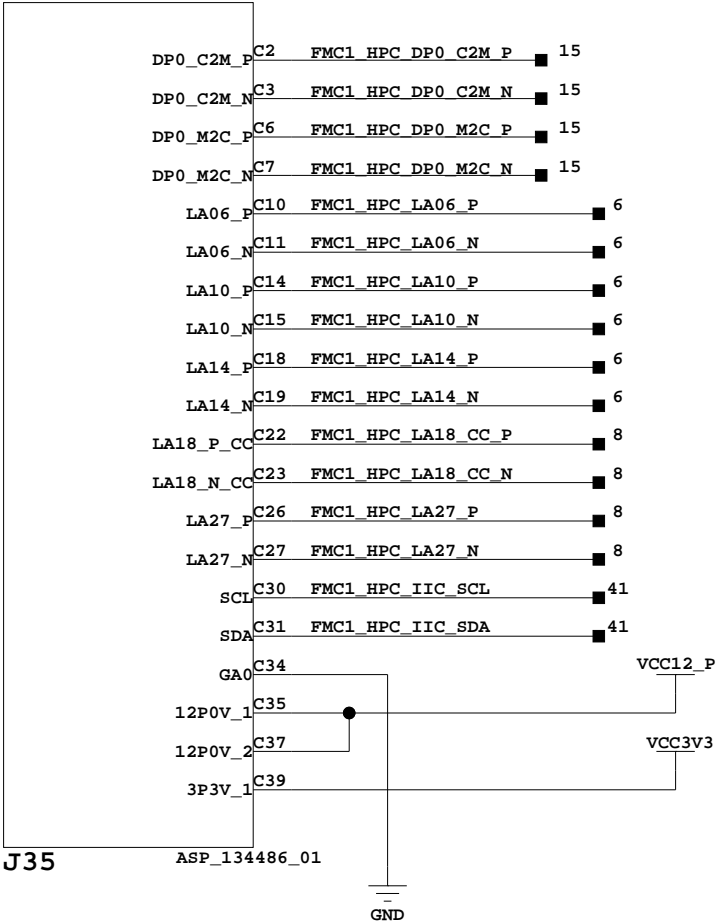 DP0_C2M_P C2 FMC1_HPC_DP0_C2M_P 15
DP0_C2M_N C3 FMC1_HPC_DP0_C2M_N 15
DP0_M2C_P C6 FMC1_HPC_DP0_M2C_P 15
DP0_M2C_N C7 FMC1_HPC_DP0_M2C_N 15
LA06_P C10 FMC1_HPC_LA06_P 6
LA06_N C11 FMC1_HPC_LA06_N 6
LA10_P C14 FMC1_HPC_LA10_P 6
LA10_N C15 FMC1_HPC_LA10_N 6
LA14_P C18 FMC1_HPC_LA14_P 6
LA14_N C19 FMC1_HPC_LA14_N 6
LA18_P_CC C22 FMC1_HPC_LA18_CC_P 8
LA18_N_CC C23 FMC1_HPC_LA18_CC_N 8
LA27_P C26 FMC1_HPC_LA27_P 8
LA27_N C27 FMC1_HPC_LA27_N 8
SCL C30 FMC1_HPC_IIC_SCL 41
SDA C31 FMC1_HPC_IIC_SDA 41
GA0 C34 VCC12_P
12P0V_1 C35
12P0V_2 C37 VCC3V3
3P3V_1 C39
J35 ASP_134486_01
GND